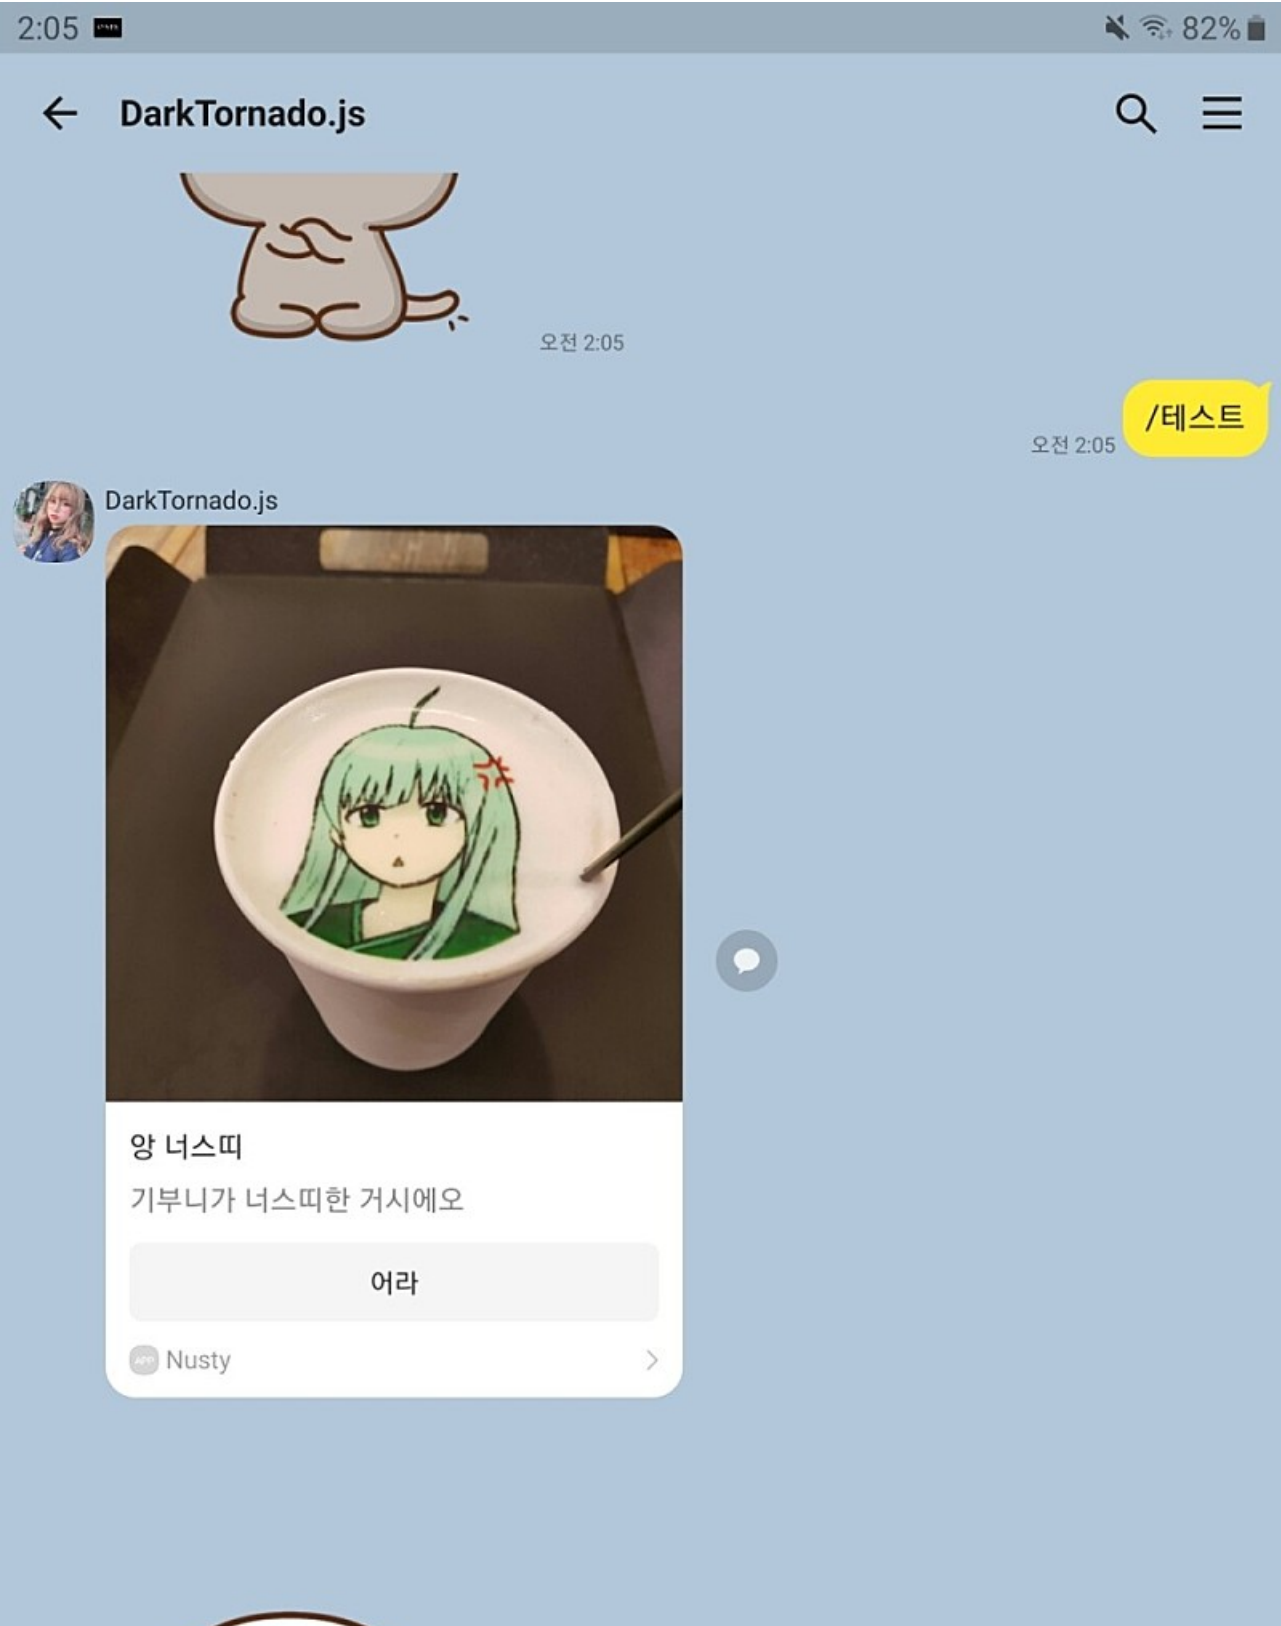 2:05
82%
DarkTornado.js
오전 2:05
/테스트
오전 2:05
DarkTornado.js
앙 너스띠
기부니가 너스띠한 거시에오
어라
APP Nusty